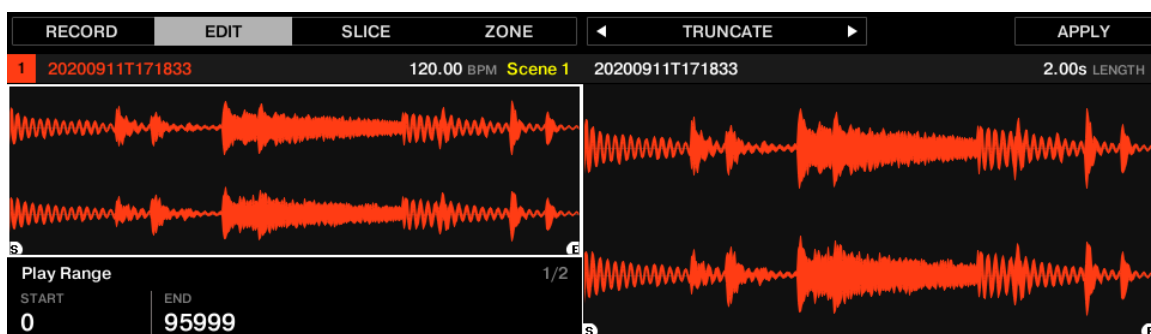 RECORD EDIT SLICE ZONE ◀ TRUNCATE ▶ APPLY
1 20200911T171833 120.00 BPM Scene 1 20200911T171833 2.00s LENGTH
S E
Play Range 1/2
START END
0 95999
S E